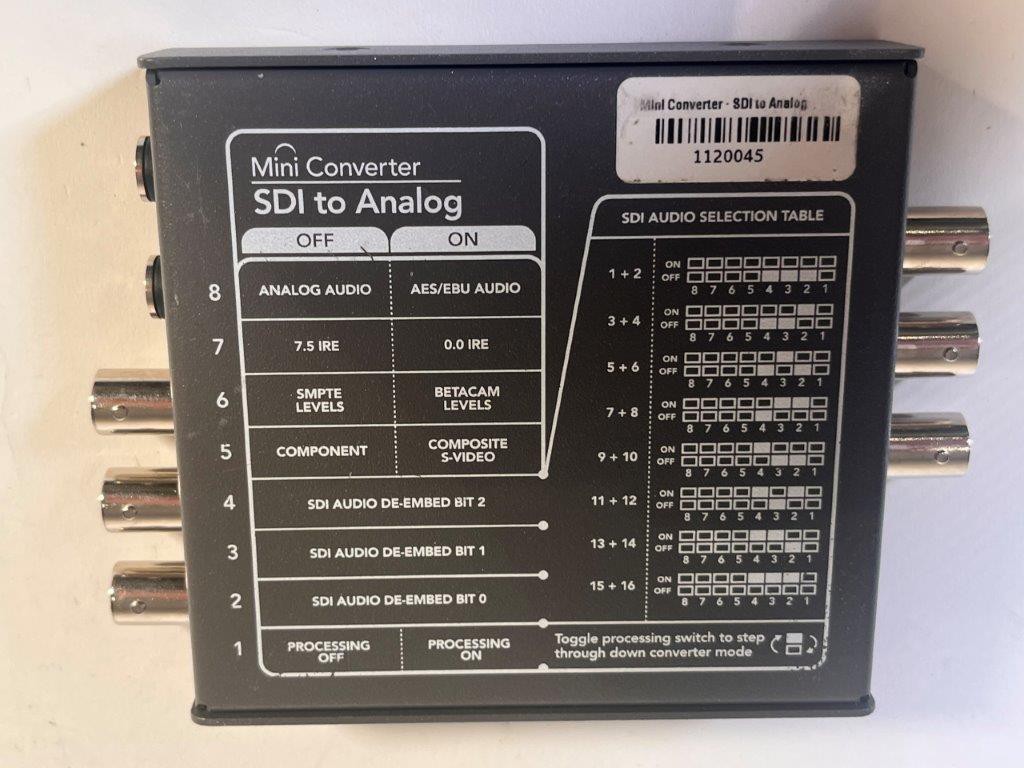 Mini Converter - SDI to Analog
1120045
Mini Converter
SDI to Analog
OFF ON
8 ANALOG AUDIO AES/EBU AUDIO
7 7.5 IRE 0.0 IRE
6 SMPTE LEVELS BETACAM LEVELS
5 COMPONENT COMPOSITE S-VIDEO
4 SDI AUDIO DE-EMBED BIT 2
3 SDI AUDIO DE-EMBED BIT 1
2 SDI AUDIO DE-EMBED BIT 0
1 PROCESSING OFF PROCESSING ON
SDI AUDIO SELECTION TABLE
1 + 2 ON OFF 8 7 6 5 4 3 2 1
3 + 4 ON OFF 8 7 6 5 4 3 2 1
5 + 6 ON OFF 8 7 6 5 4 3 2 1
7 + 8 ON OFF 8 7 6 5 4 3 2 1
9 + 10 ON OFF 8 7 6 5 4 3 2 1
11 + 12 ON OFF 8 7 6 5 4 3 2 1
13 + 14 ON OFF 8 7 6 5 4 3 2 1
15 + 16 ON OFF 8 7 6 5 4 3 2 1
Toggle processing switch to step
through down converter mode